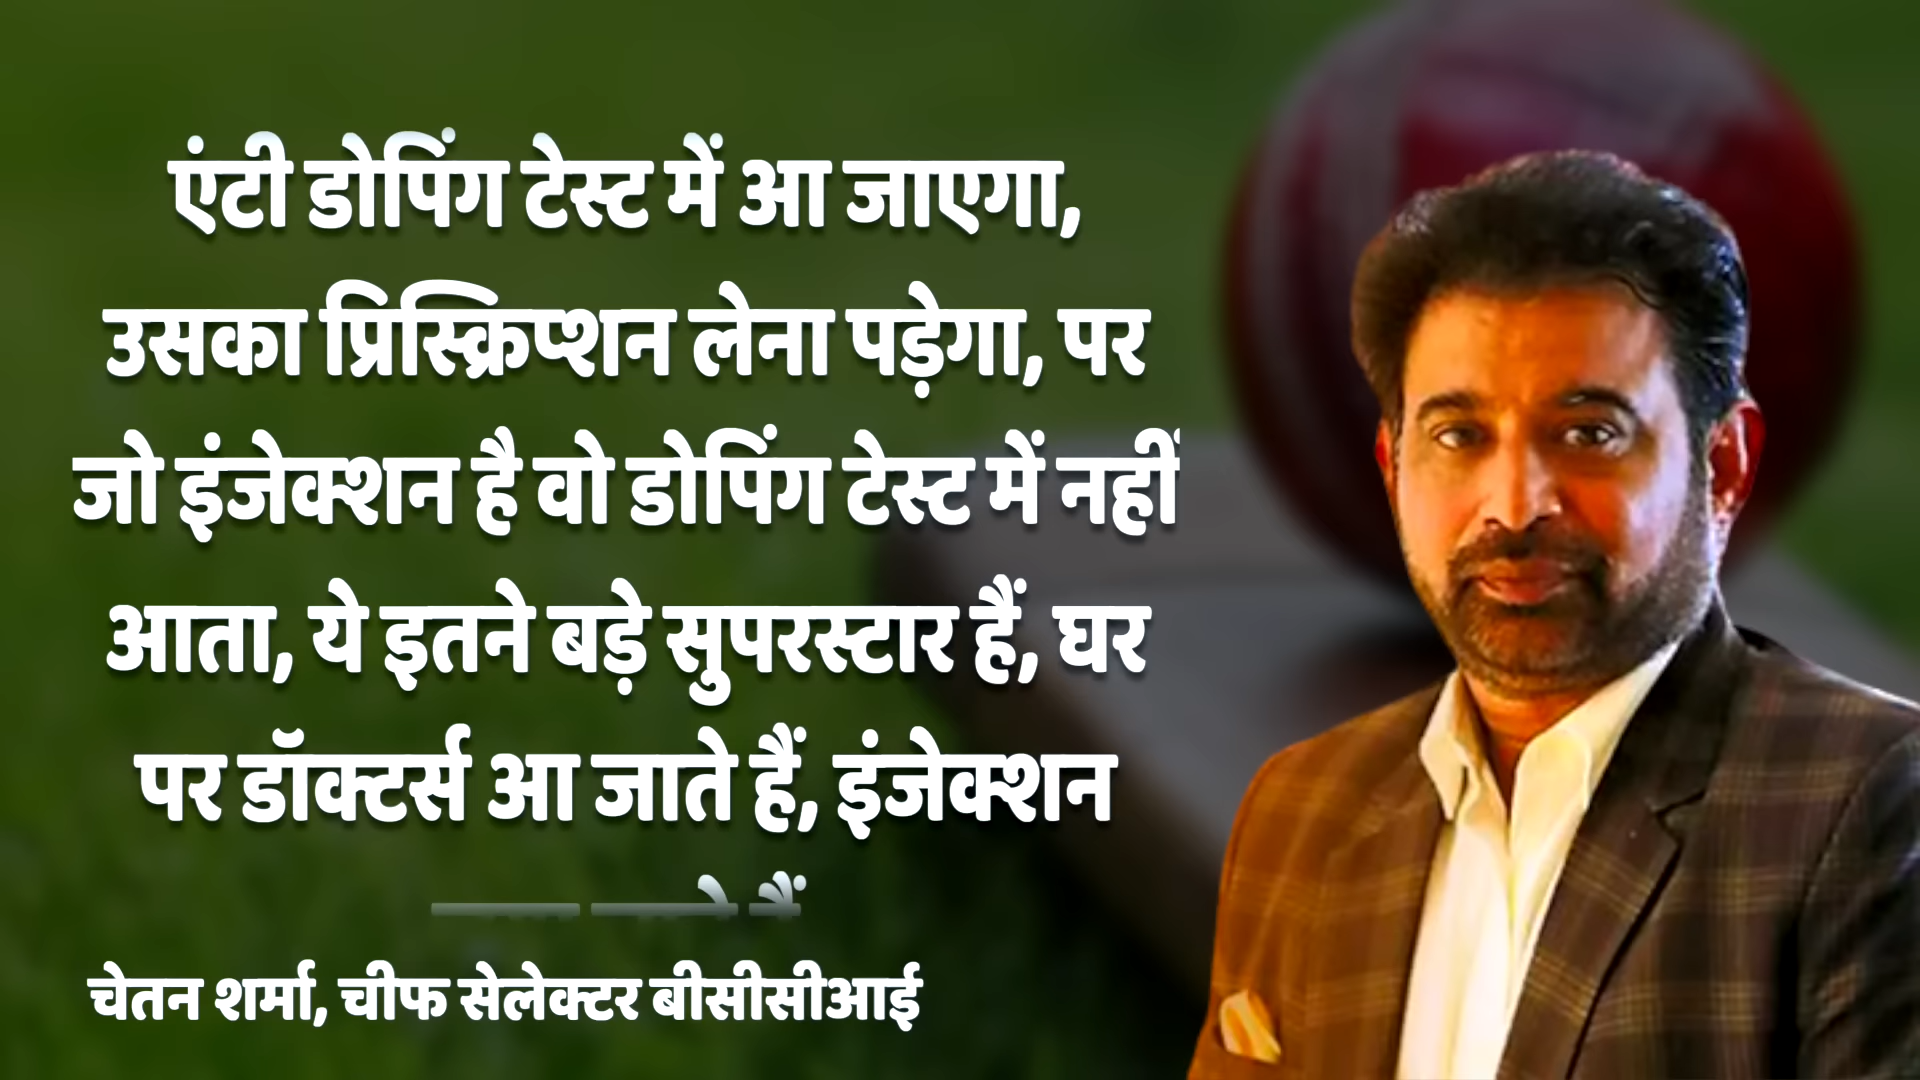 एंटी डोपिंग टेस्ट में आ जाएगा,
उसका प्रिस्क्रिप्शन लेना पड़ेगा, पर
जो इंजेक्शन है वो डोपिंग टेस्ट में नहीं
आता, ये इतने बड़े सुपरस्टार हैं, घर
पर डॉक्टर्स आ जाते हैं, इंजेक्शन
चेतन शर्मा, चीफ सेलेक्टर बीसीसीआई